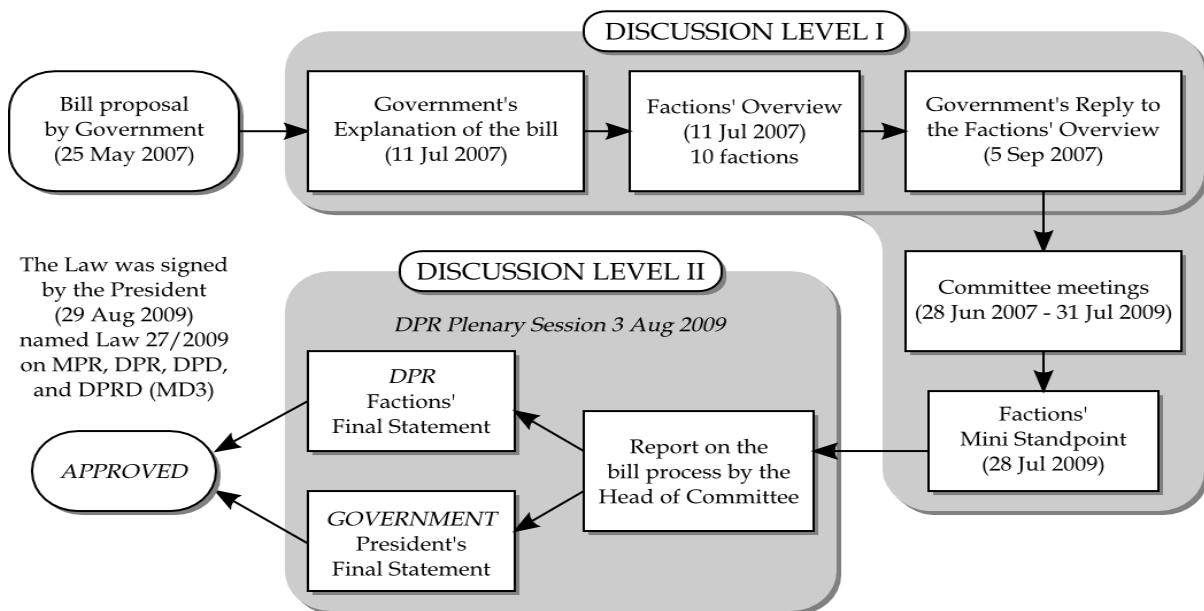 DISCUSSION LEVEL I
Bill proposal
by Government
(25 May 2007)
Government's
Explanation of the bill
(11 Jul 2007)
Factions' Overview
(11 Jul 2007)
10 factions
Government's Reply to
the Factions' Overview
(5 Sep 2007)
Committee meetings
(28 Jun 2007 - 31 Jul 2009)
Factions'
Mini Standpoint
(28 Jul 2009)
DISCUSSION LEVEL II
DPR Plenary Session 3 Aug 2009
Report on the
bill process by the
Head of Committee
DPR
Factions'
Final Statement
GOVERNMENT
President's
Final Statement
The Law was signed
by the President
(29 Aug 2009)
named Law 27/2009
on MPR, DPR, DPD,
and DPRD (MD3)
APPROVED